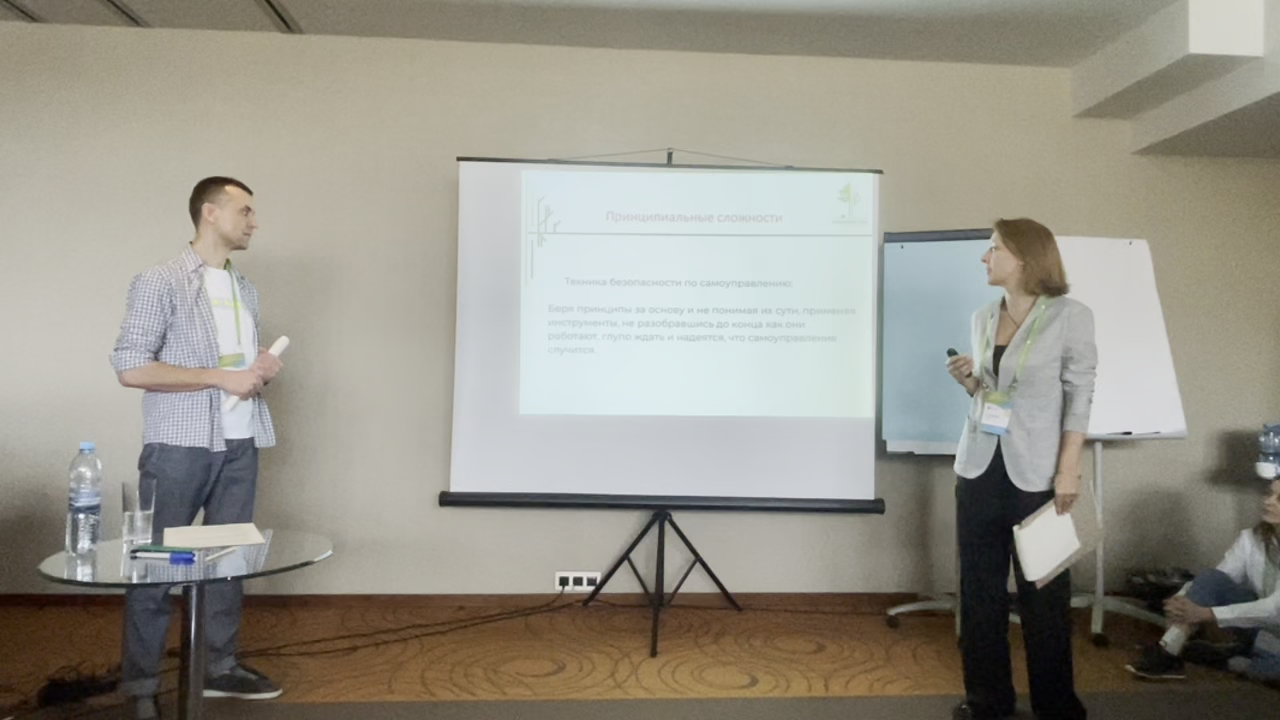 Принципиальные сложности
Техника безопасности по самоуправлению:
Беря принципы за основу и не понимая их сути, применяя
инструменты, не разобравшись до конца как они
работают, глупо ждать и надеятся, что самоуправление
случится.